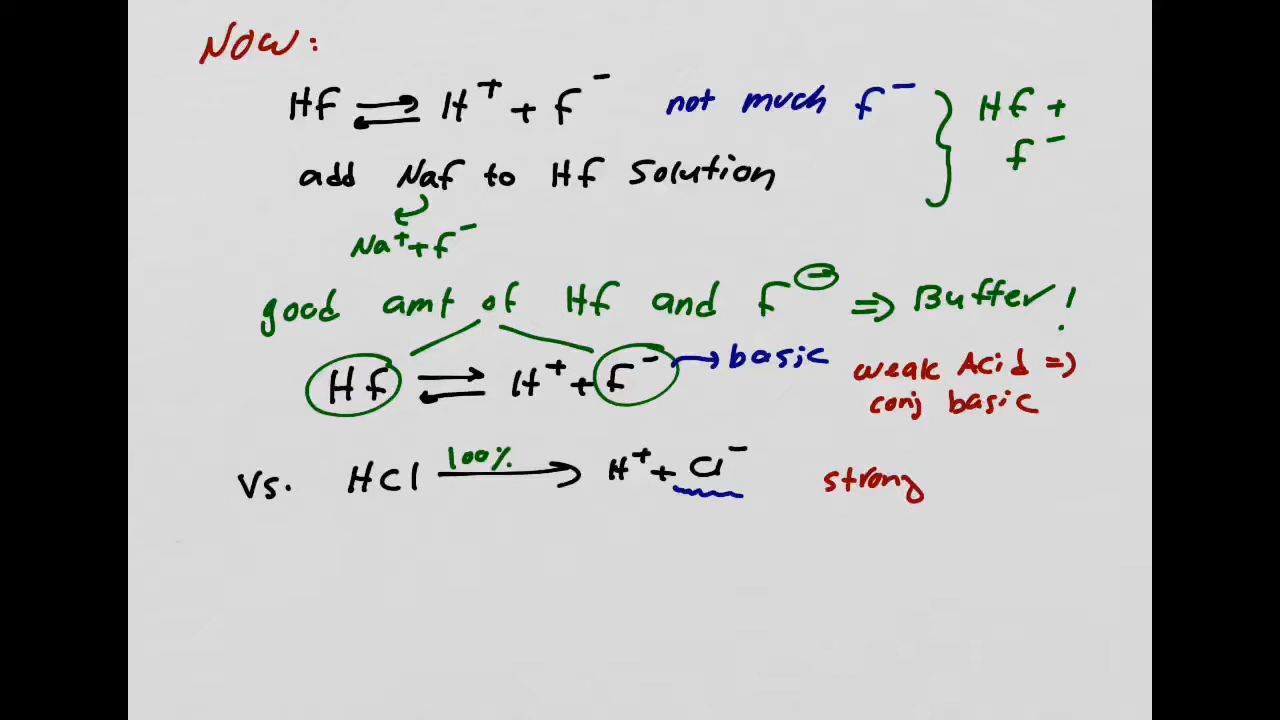 Now:
Hf ⇌ H⁺ + f⁻ not much f⁻ } Hf + f⁻
add Naf to Hf Solution
Na⁺ + f⁻
good amt of Hf and f⁻ ⇒ Buffer!
Hf ⇌ H⁺ + f⁻ → basic weak Acid ⇒
conj basic
Vs. HCl 100% → H⁺ + Cl⁻ strong